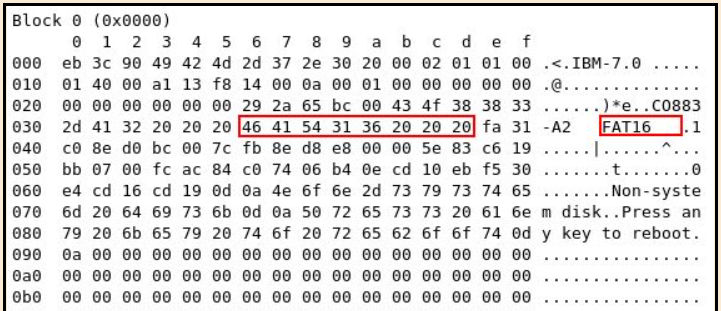 Block 0 (0x0000)
0 1 2 3 4 5 6 7 8 9 a b c d e f
000 eb 3c 90 49 42 4d 2d 37 2e 30 20 00 02 01 01 00 .<.IBM-7.0 .....
010 01 40 00 a1 13 f8 14 00 0a 00 01 00 00 00 00 00 .@..............
020 00 00 00 00 00 00 29 2a 65 bc 00 43 4f 38 38 33 ......)*e..CO883
030 2d 41 32 20 20 20 46 41 54 31 36 20 20 20 fa 31 -A2 FAT16 .1
040 c0 8e d0 bc 00 7c fb 8e d8 e8 00 00 5e 83 c6 19 .....|......^...
050 bb 07 00 fc ac 84 c0 74 06 b4 0e cd 10 eb f5 30 .......t.......0
060 e4 cd 16 cd 19 0d 0a 4e 6f 6e 2d 73 79 73 74 65 .......Non-syste
070 6d 20 64 69 73 6b 0d 0a 50 72 65 73 73 20 61 6e m disk..Press an
080 79 20 6b 65 79 20 74 6f 20 72 65 62 6f 6f 74 0d y key to reboot.
090 0a 00 00 00 00 00 00 00 00 00 00 00 00 00 00 00 ................
0a0 00 00 00 00 00 00 00 00 00 00 00 00 00 00 00 00 ................
0b0 00 00 00 00 00 00 00 00 00 00 00 00 00 00 00 00 ................